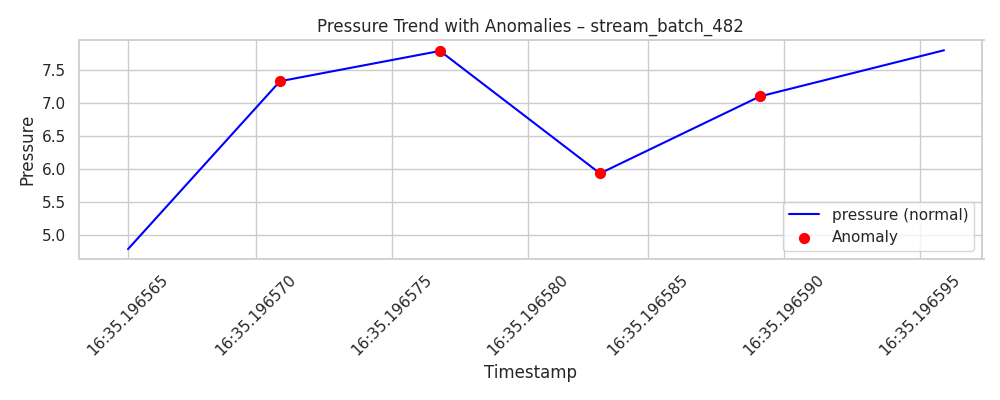 Pressure Trend with Anomalies – stream_batch_482
Pressure
7.5
7.0
6.5
6.0
5.5
5.0
pressure (normal)
Anomaly
16:35.196565
16:35.196570
16:35.196575
16:35.196580
16:35.196585
16:35.196590
16:35.196595
Timestamp